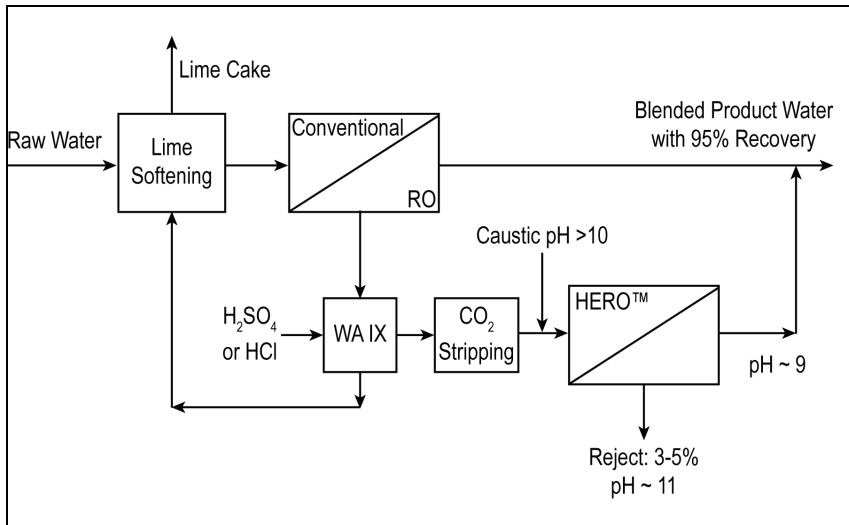 Lime Cake
Raw Water
Lime
Softening
Conventional
RO
Blended Product Water
with 95% Recovery
Caustic pH >10
H₂SO₄
or HCl
WA IX
CO₂
Stripping
HERO™
pH ~ 9
Reject: 3-5%
pH ~ 11